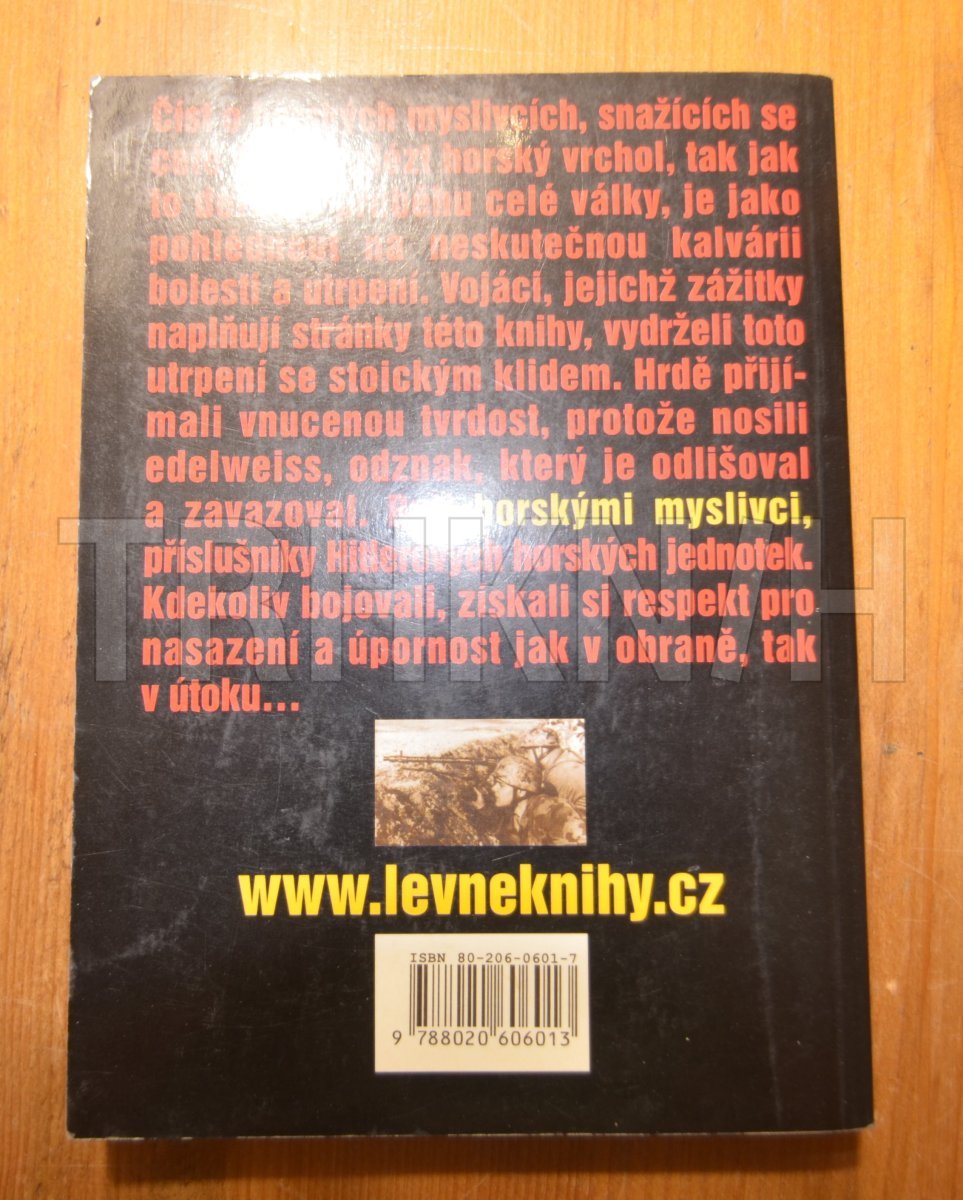 Číst o horských myslivcích, snažících se
horský vrchol, tak jak
to celé války, je jako
pohlédnout na neskutečnou kalvárii
bolesti a utrpení. Vojáci, jejichž zážitky
naplňují stránky této knihy, vydrželi toto
utrpení se stoickým klidem. Hrdě přijí-
mali vnucenou tvrdost, protože nosili
edelweiss, odznak, který je odlišoval
a zavazoval. horskými myslivci,
příslušníky Hitlerových horských jednotek.
Kdekoliv bojovali, získali si respekt pro
nasazení a úpornost jak v obraně, tak
v útoku...
TRHKNIH
www.levneknihy.cz
ISBN 80-206-0601-7
9 788020 606013